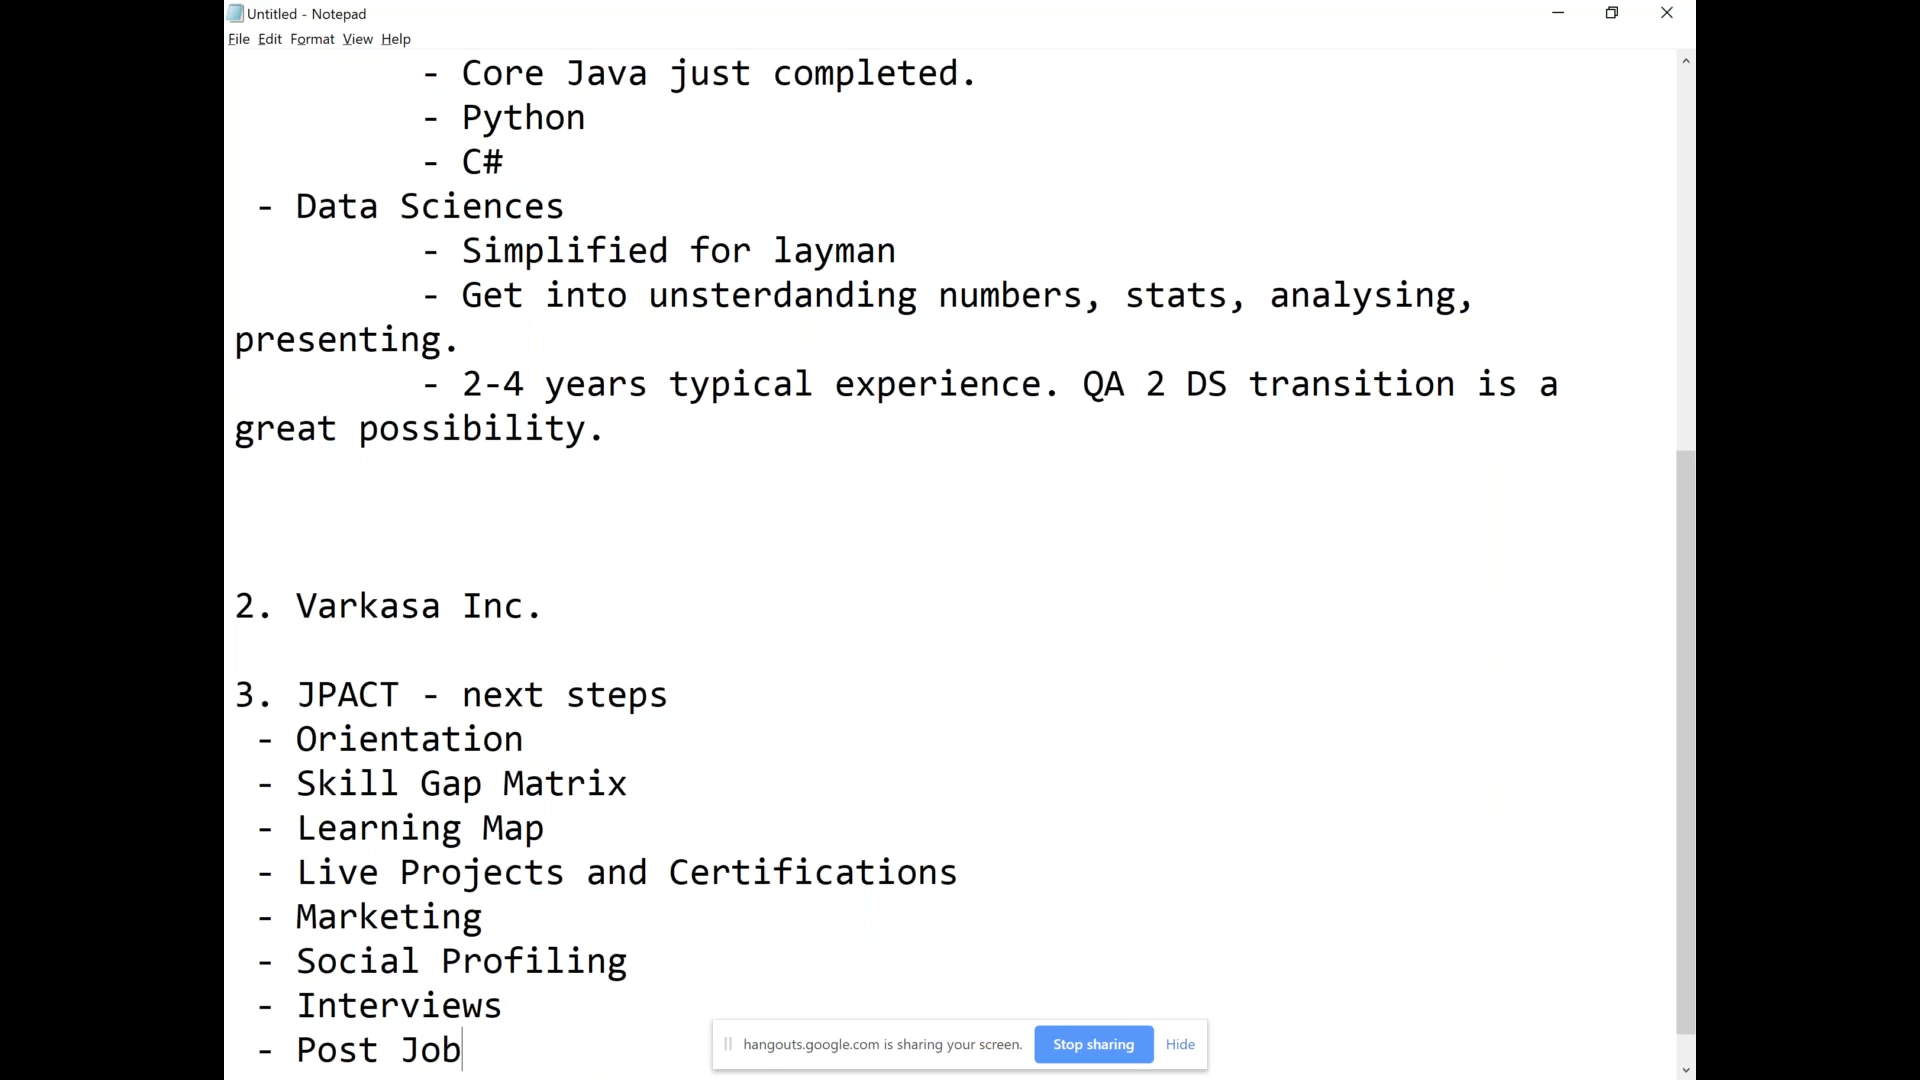 Untitled - Notepad
File Edit Format View Help
- Core Java just completed.
- Python
- C#
- Data Sciences
- Simplified for layman
- Get into unsterdanding numbers, stats, analysing,
presenting.
- 2-4 years typical experience. QA 2 DS transition is a
great possibility.
2. Varkasa Inc.
3. JPACT - next steps
- Orientation
- Skill Gap Matrix
- Learning Map
- Live Projects and Certifications
- Marketing
- Social Profiling
- Interviews
- Post Job
hangouts.google.com is sharing your screen. Stop sharing Hide